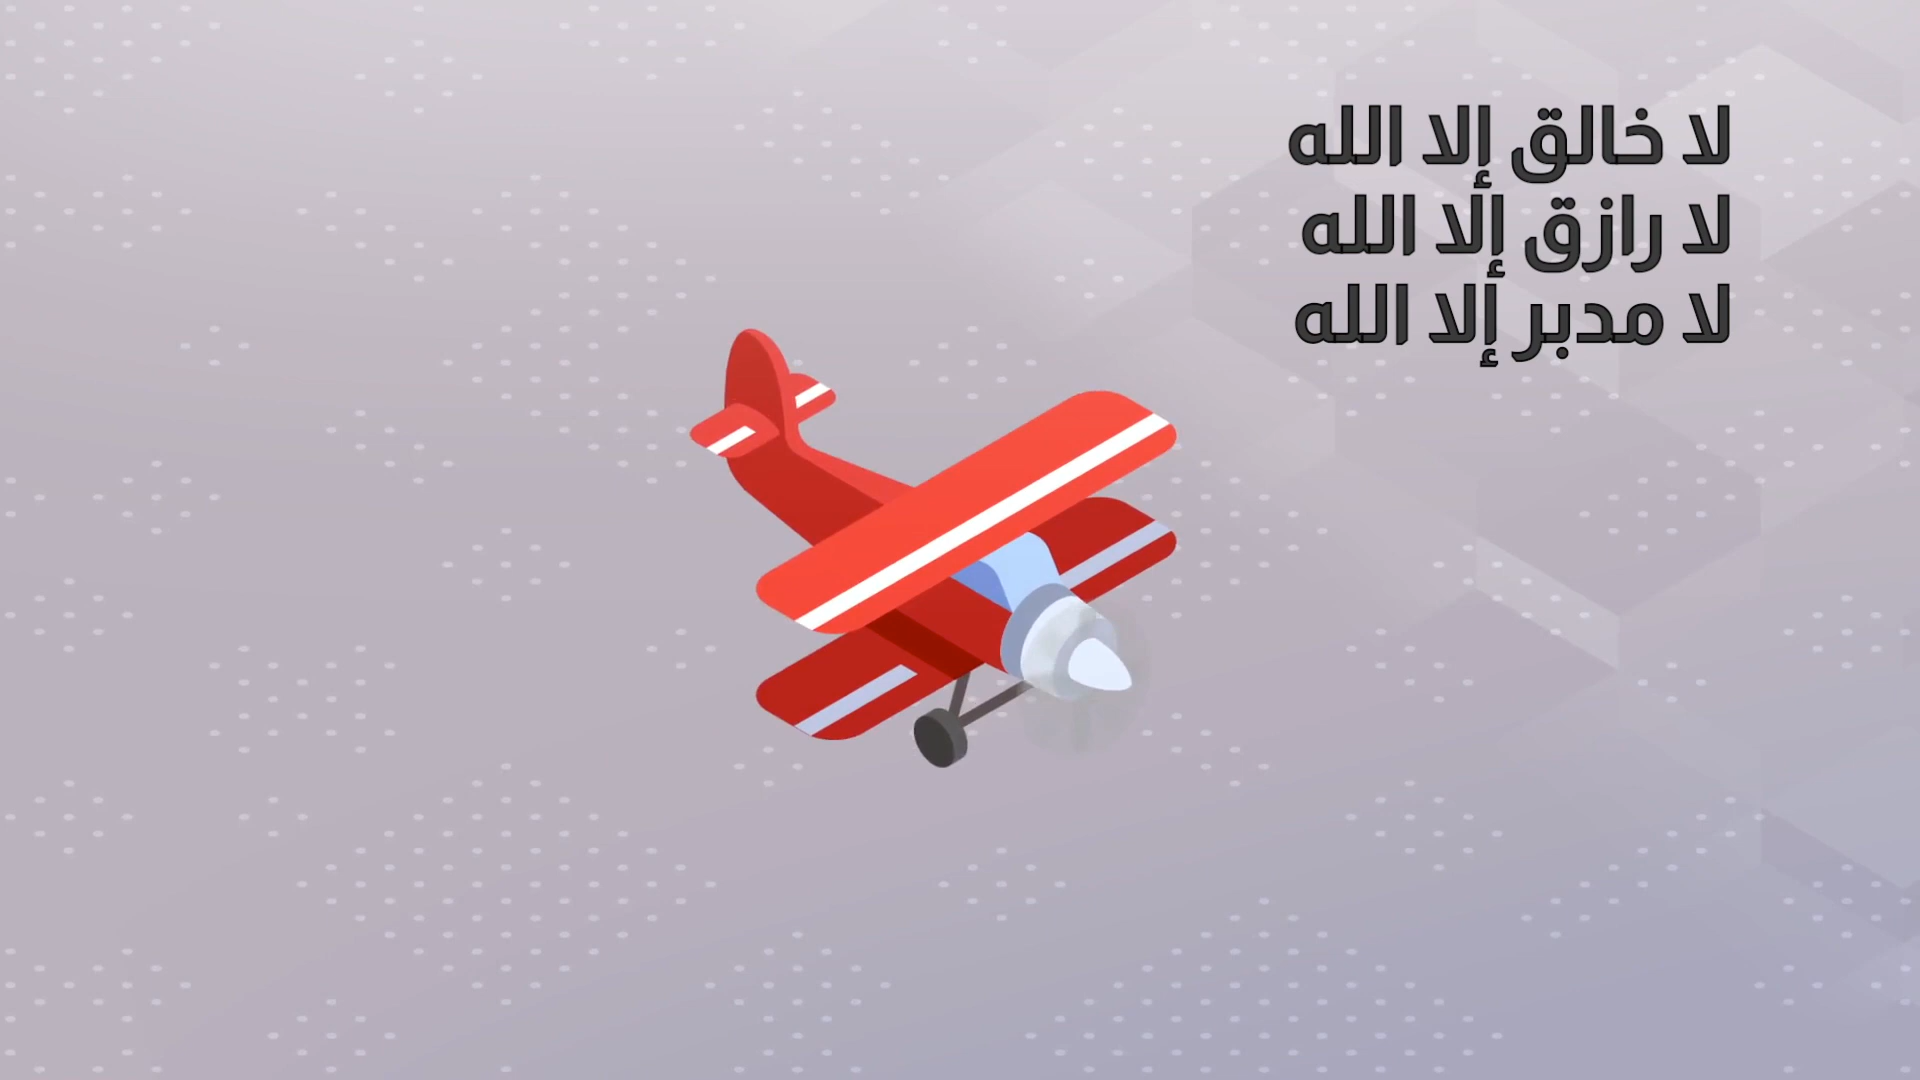 لا خالق إلا الله
لا رازق إلا الله
لا مدبر إلا الله